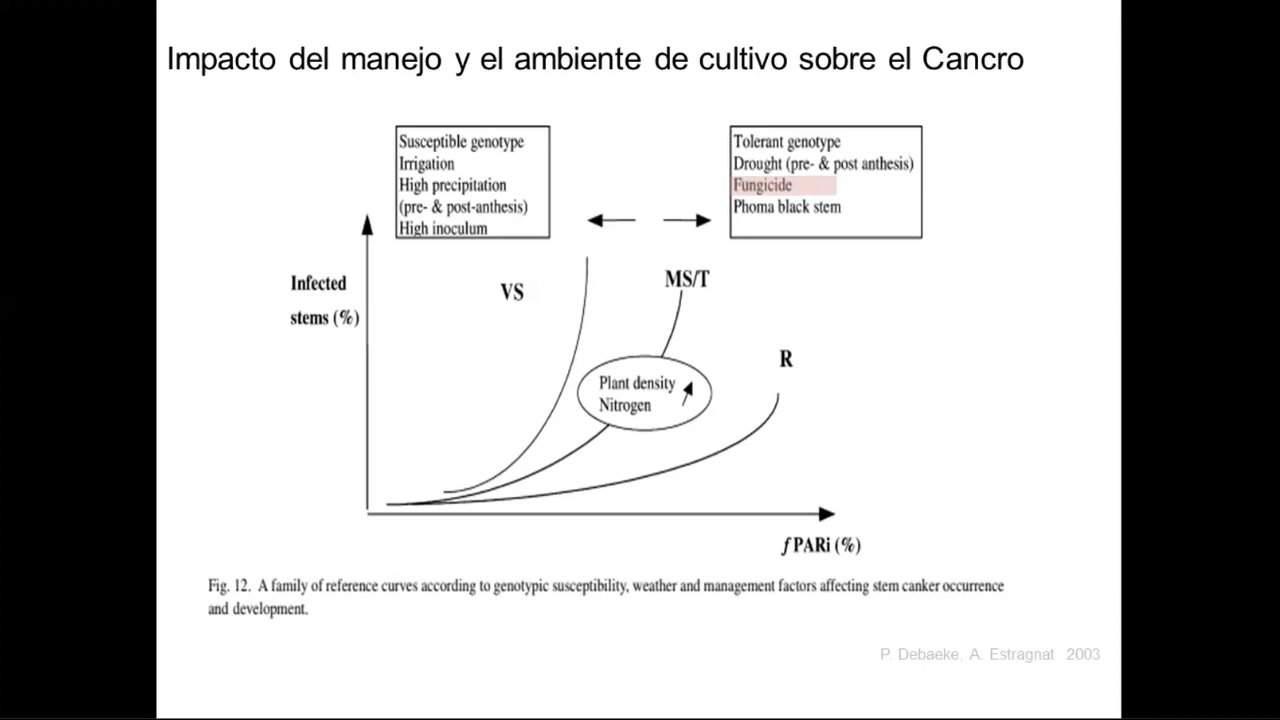 Impacto del manejo y el ambiente de cultivo sobre el Cancro
Susceptible genotype
Irrigation
High precipitation
(pre- & post-anthesis)
High inoculum
Tolerant genotype
Drought (pre- & post anthesis)
Fungicide
Phoma black stem
Infected
stems (%)
VS
MS/T
R
Plant density
Nitrogen
fPARi (%)
Fig. 12. A family of reference curves according to genotypic susceptibility, weather and management factors affecting stem canker occurrence
and development.
P. Debaeke, A. Estragnat 2003